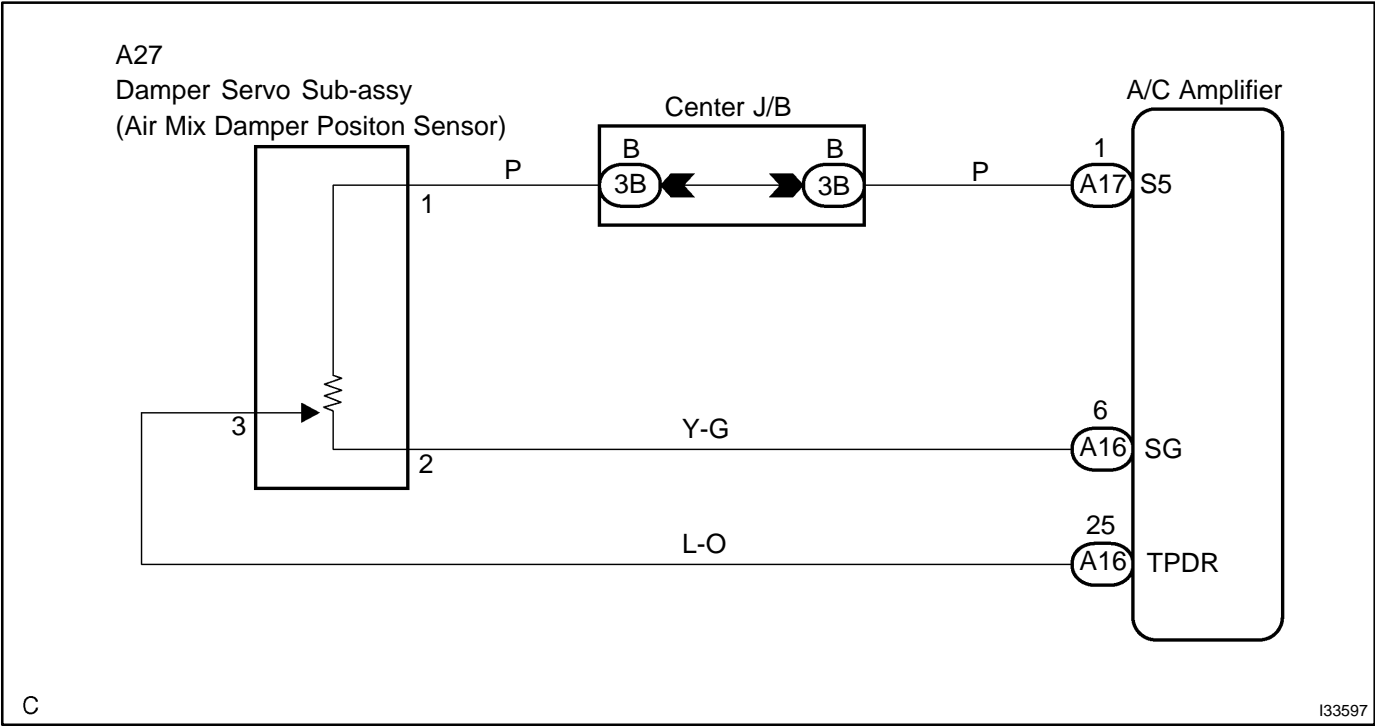 A27
Damper Servo Sub-assy
(Air Mix Damper Positon Sensor)
Center J/B
A/C Amplifier
P
B
3B
B
3B
P
1
A17
S5
1
3
2
Y-G
6
A16
SG
L-O
25
A16
TPDR
C
I33597